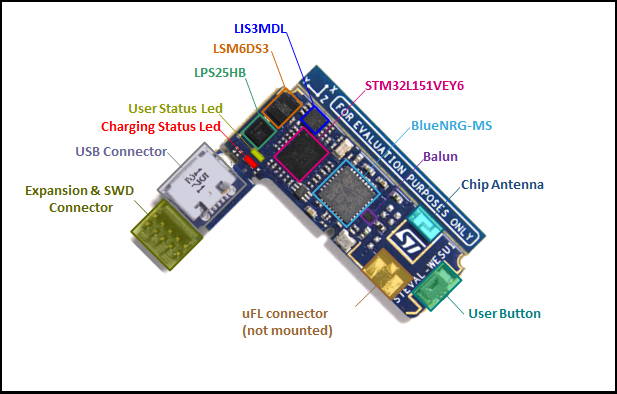 LIS3MDL
LSM6DS3
LPS25HB
STM32L151VEY6
User Status Led
Charging Status Led
BlueNRG-MS
USB Connector
Balun
Chip Antenna
Expansion & SWD
Connector
X
Z
FOR EVALUATION PURPOSES ONLY
ST
STEVAL-WESU1
uFL connector
(not mounted)
User Button